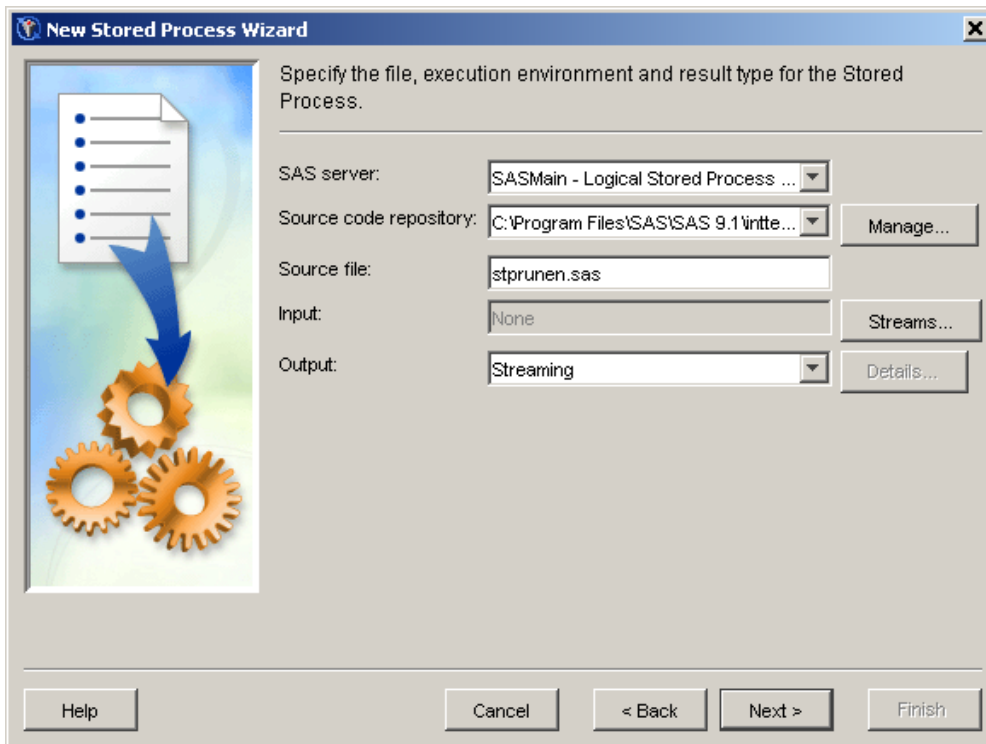 New Stored Process Wizard
Specify the file, execution environment and result type for the Stored
Process.
SAS server:
SASMain - Logical Stored Process ...
Source code repository:
C:\Program Files\SAS\SAS 9.1\intte...
Manage...
Source file:
stprunen.sas
Input:
None
Streams...
Output:
Streaming
Details...
Help
Cancel
< Back
Next >
Finish